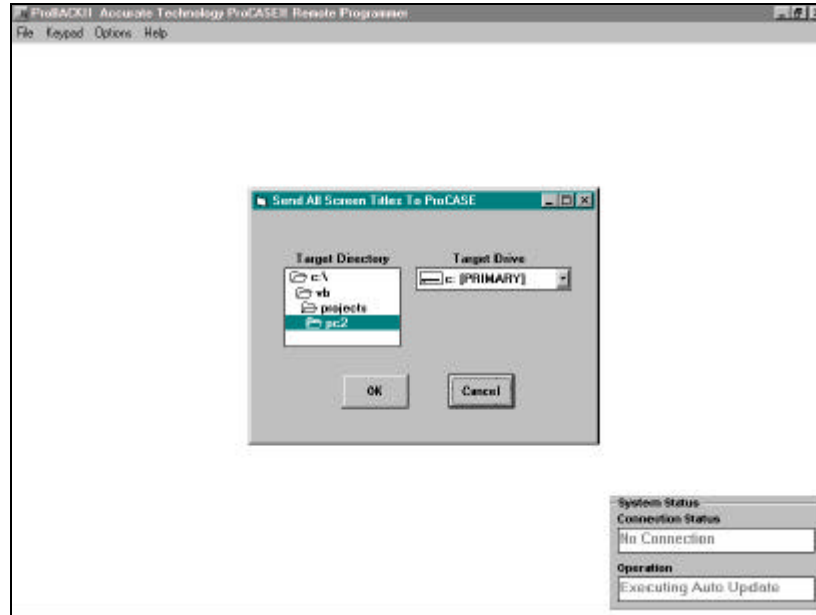 ProBACKII Accurate Technology ProCASEII Remote Programmer
File Keypad Options Help
Send All Screen Titles To ProCASE
Target Directory Target Drive
c:\ c: [PRIMARY]
vb
projects
pc2
OK Cancel
System Status
Connection Status
No Connection
Operation
Executing Auto Update